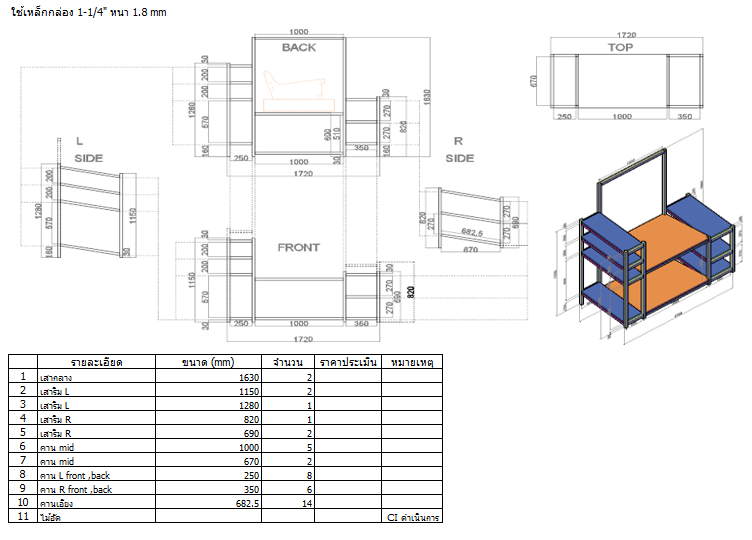 ใช้เหล็กกล่อง 1-1/4" หนา 1.8 mm
1000
BACK
30
200
200
1280
570
160
250
1000
1720
600
510
350
30
270
270
160
820
1630
1720
TOP
670
250
1000
350
L
SIDE
200
200
1280
570
160
1150
30
R
SIDE
820
270
270
690
270
30
682.5
670
FRONT
30
200
200
1150
570
30
250
1000
350
1720
30
270
690
270
820
รายละเอียด ขนาด (mm) จำนวน ราคาประเมิน หมายเหตุ
1 เสากลาง 1630 2
2 เสาริม L 1150 2
3 เสาริม L 1280 1
4 เสาริม R 820 1
5 เสาริม R 690 2
6 คาน mid 1000 5
7 คาน mid 670 2
8 คาน L front ,back 250 8
9 คาน R front ,back 350 6
10 คานเอียง 682.5 14
11 ไม้อัด CI ดำเนินการ